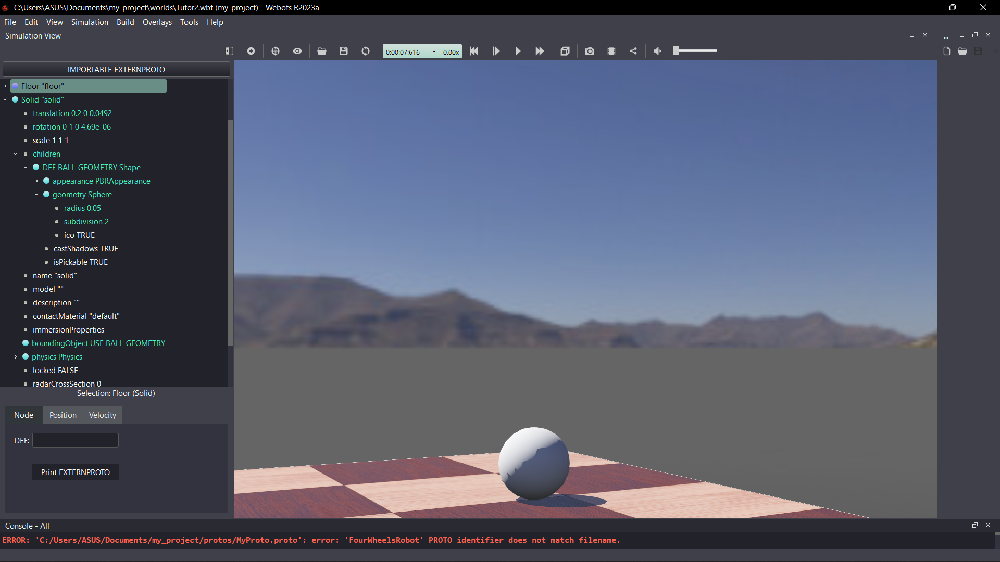 C:\Users\ASUS\Documents\my_project\worlds\Tutor2.wbt (my_project) - Webots R2023a
File Edit View Simulation Build Overlays Tools Help
Simulation View
0:00:07:616 - 0.00x
IMPORTABLE EXTERNPROTO
Floor "floor"
Solid "solid"
translation 0.2 0 0.0492
rotation 0 1 0 4.69e-06
scale 1 1 1
children
DEF BALL_GEOMETRY Shape
appearance PBRAppearance
geometry Sphere
radius 0.05
subdivision 2
ico TRUE
castShadows TRUE
isPickable TRUE
name "solid"
model ""
description ""
contactMaterial "default"
immersionProperties
boundingObject USE BALL_GEOMETRY
physics Physics
locked FALSE
radarCrossSection 0
Selection: Floor (Solid)
Node Position Velocity
DEF:
Print EXTERNPROTO
Console - All
ERROR: 'C:/Users/ASUS/Documents/my_project/protos/MyProto.proto': error: 'FourWheelsRobot' PROTO identifier does not match filename.